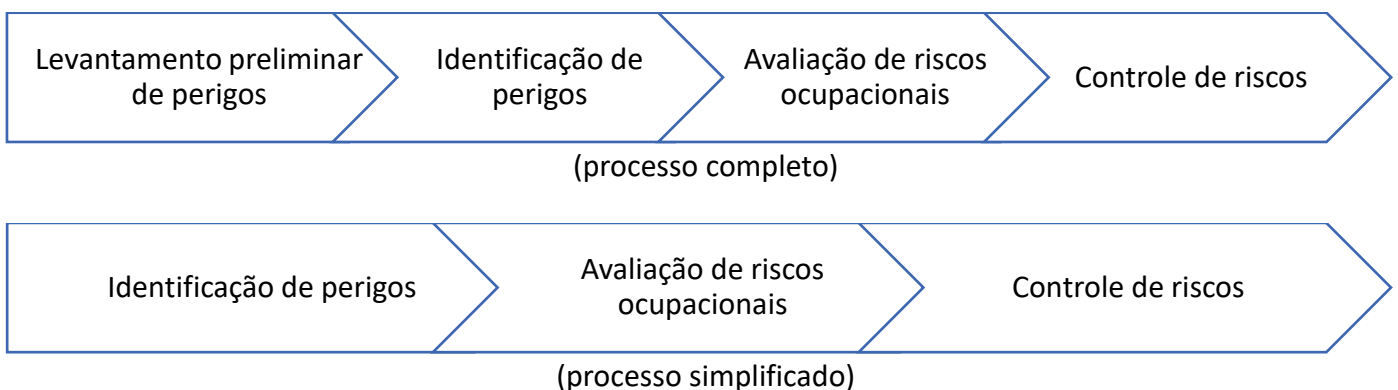 Levantamento preliminar
de perigos
Identificação de
perigos
Avaliação de riscos
ocupacionais
Controle de riscos
(processo completo)
Identificação de perigos
Avaliação de riscos
ocupacionais
Controle de riscos
(processo simplificado)